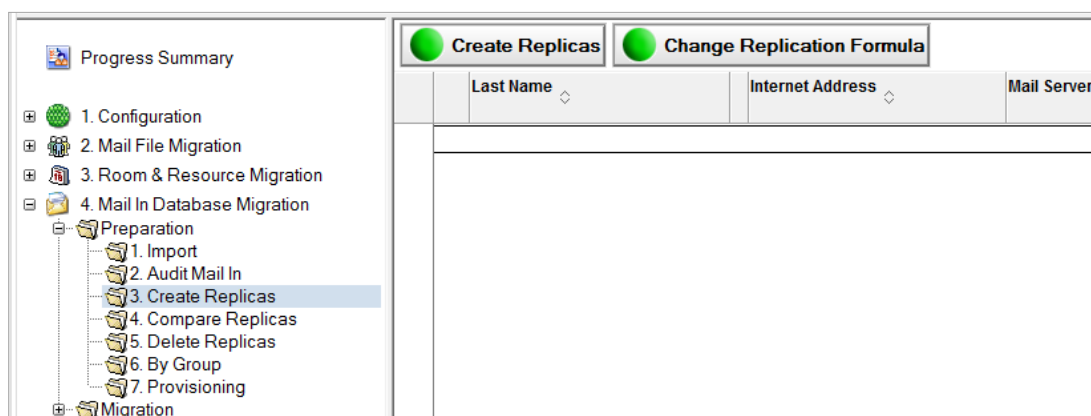 Progress Summary
1. Configuration
2. Mail File Migration
3. Room & Resource Migration
4. Mail In Database Migration
Preparation
1. Import
2. Audit Mail In
3. Create Replicas
4. Compare Replicas
5. Delete Replicas
6. By Group
7. Provisioning
Migration
Create Replicas
Change Replication Formula
Last Name
Internet Address
Mail Server